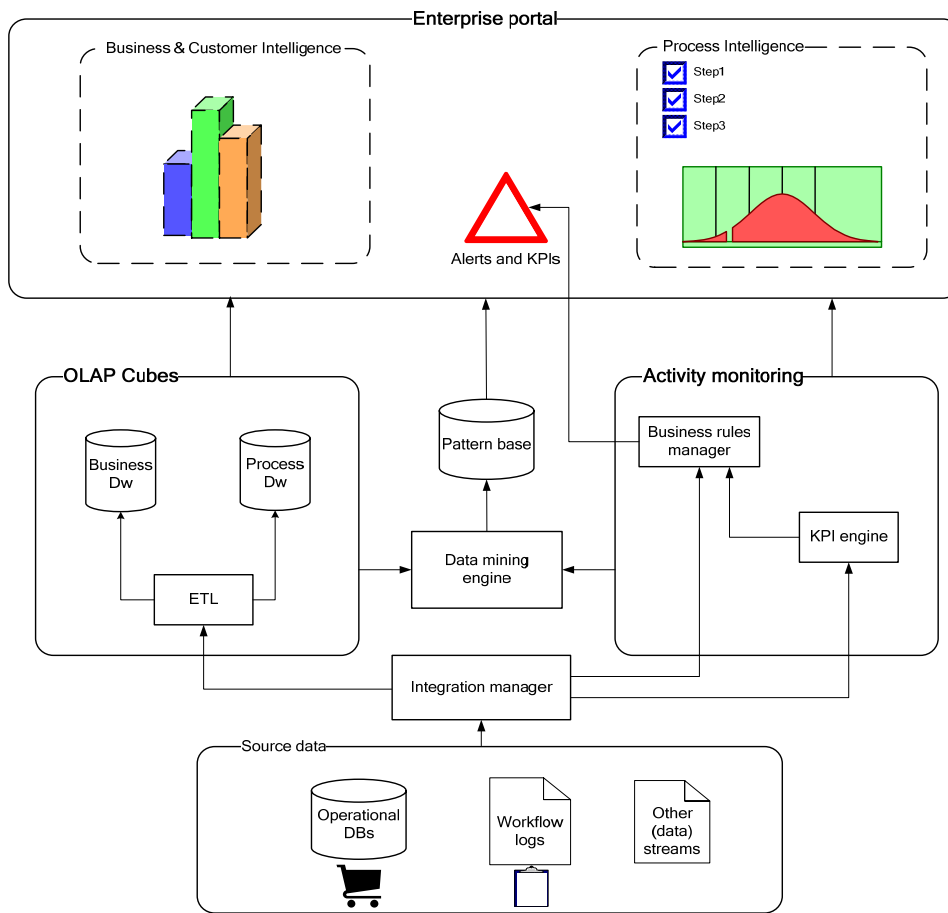 Enterprise portal
Business & Customer Intelligence
Process Intelligence
Step1
Step2
Step3
Alerts and KPIs
OLAP Cubes
Activity monitoring
Business
Dw
Process
Dw
Pattern base
Business rules
manager
KPI engine
Data mining
engine
ETL
Integration manager
Source data
Operational
DBs
Workflow
logs
Other
(data)
streams